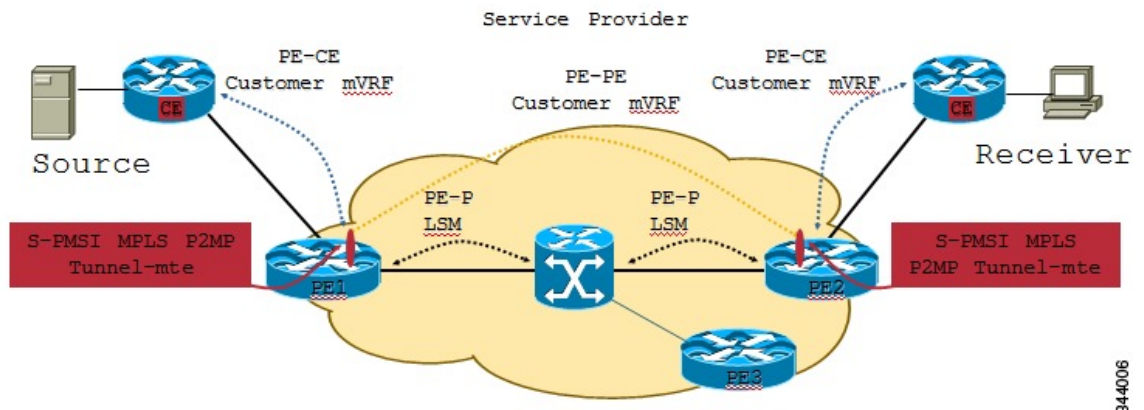 Service Provider
PE-CE
Customer mVRF
PE-PE
Customer mVRF
PE-CE
Customer mVRF
CE
CE
Source
Receiver
PE-P
LSM
PE-P
LSM
S-PMSI MPLS P2MP
Tunnel-mte
S-PMSI MPLS
P2MP Tunnel-mte
PE1
PE2
PE3
344006